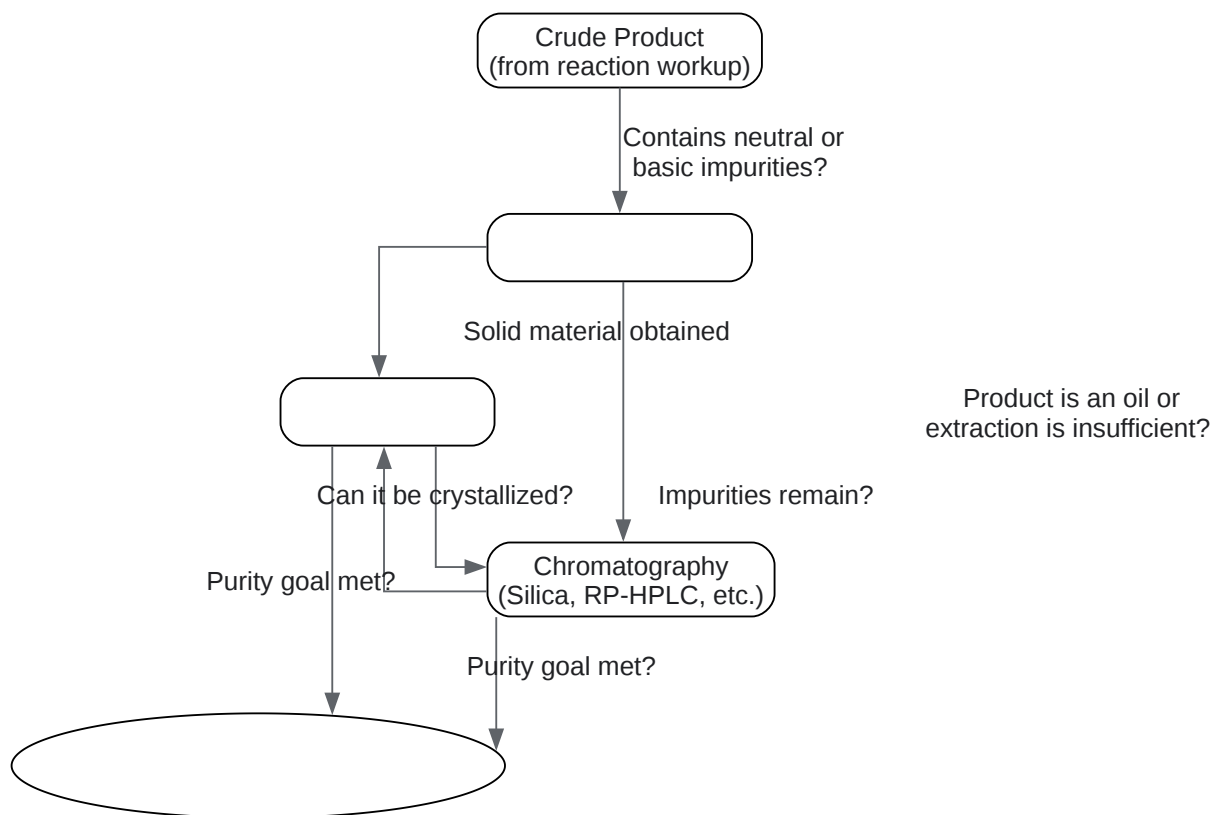 Crude Product
(from reaction workup)
Contains neutral or
basic impurities?
Solid material obtained
Product is an oil or
extraction is insufficient?
Can it be crystallized?
Impurities remain?
Chromatography
(Silica, RP-HPLC, etc.)
Purity goal met?
Purity goal met?